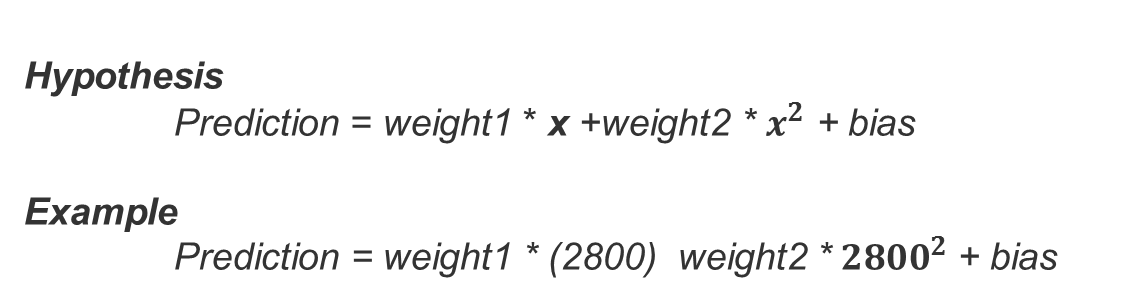 Hypothesis
Prediction = weight1 * x +weight2 * x² + bias
Example
Prediction = weight1 * (2800) weight2 * 2800² + bias